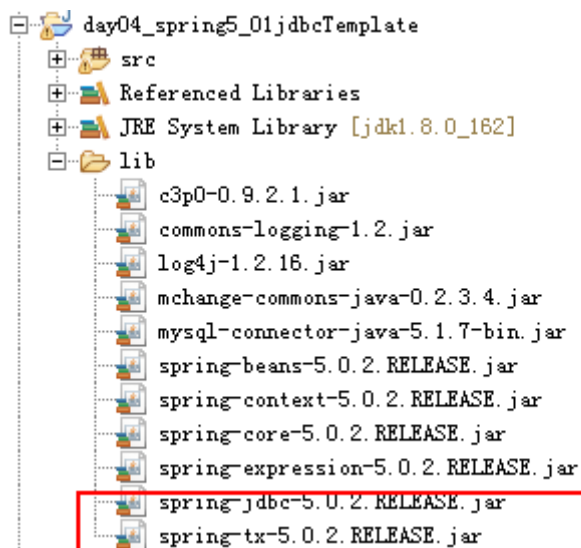 day04_spring5_01jdbcTemplate
src
Referenced Libraries
JRE System Library [jdk1.8.0_162]
lib
c3p0-0.9.2.1.jar
commons-logging-1.2.jar
log4j-1.2.16.jar
mchange-commons-java-0.2.3.4.jar
mysql-connector-java-5.1.7-bin.jar
spring-beans-5.0.2.RELEASE.jar
spring-context-5.0.2.RELEASE.jar
spring-core-5.0.2.RELEASE.jar
spring-expression-5.0.2.RELEASE.jar
spring-jdbc-5.0.2.RELEASE.jar
spring-tx-5.0.2.RELEASE.jar